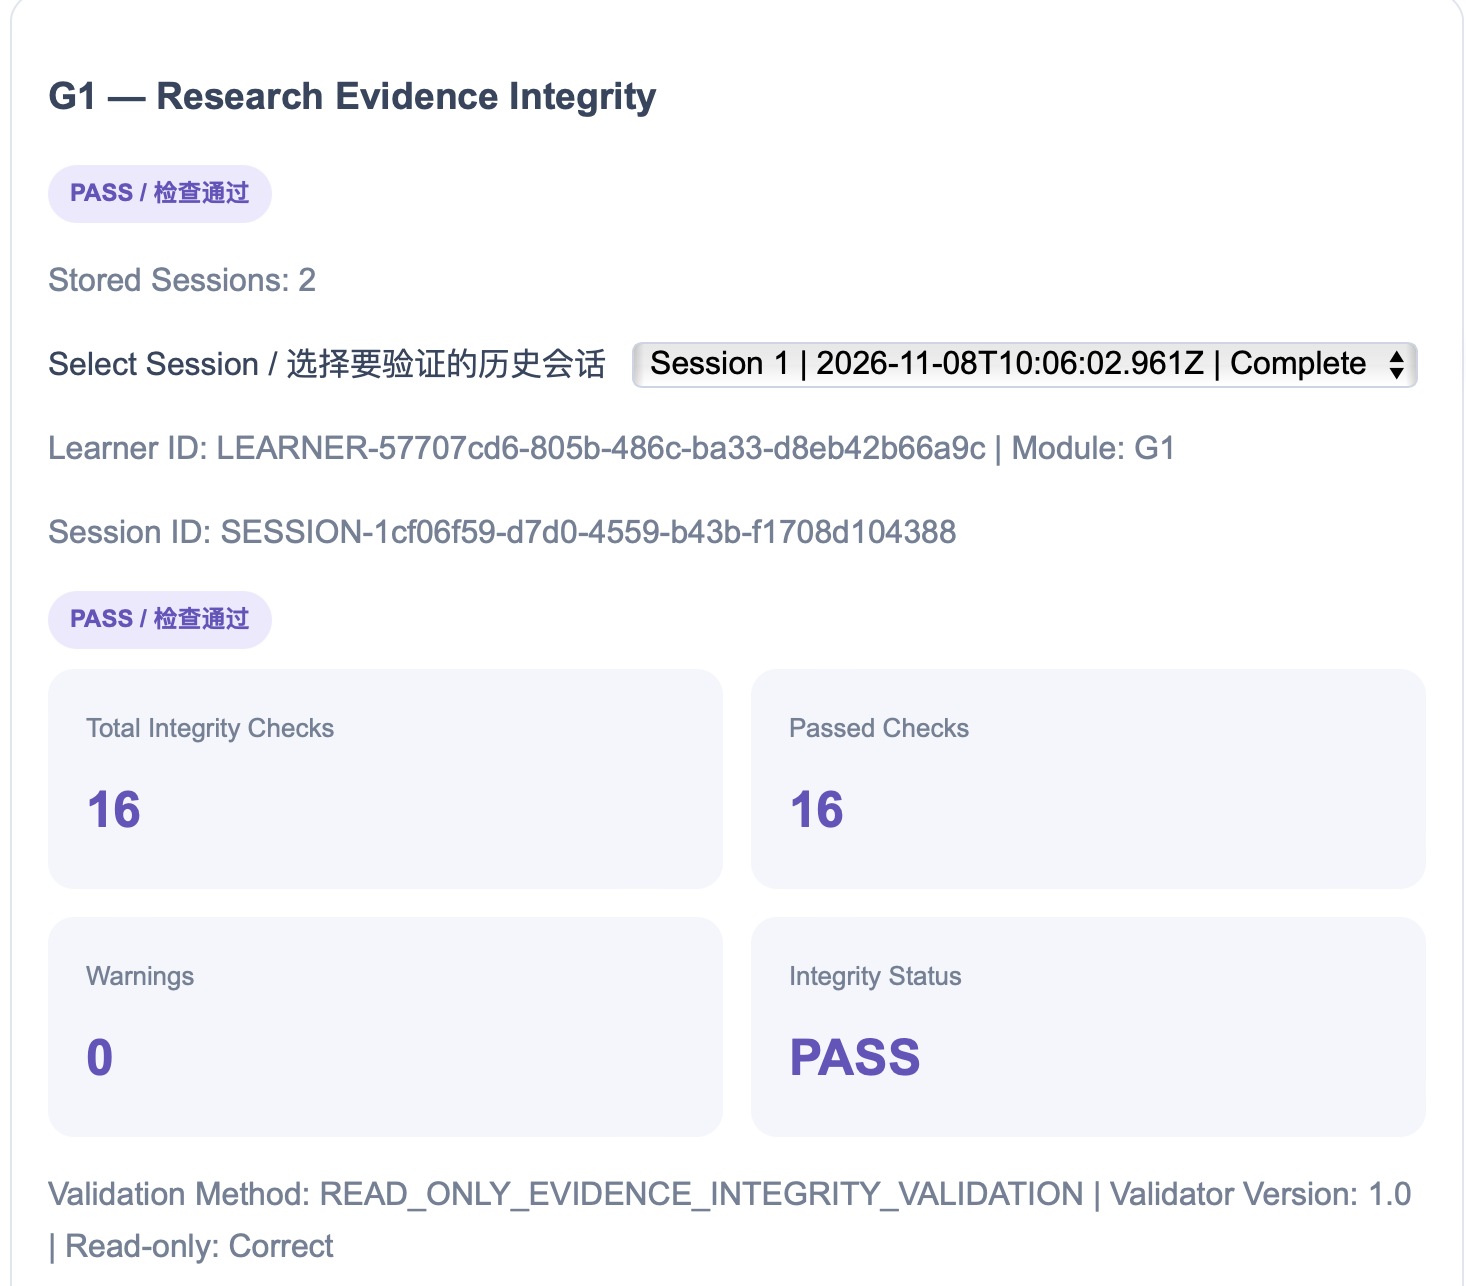 G1 — Research Evidence Integrity
PASS / 检查通过
Stored Sessions: 2
Select Session / 选择要验证的历史会话 Session 1 | 2026-11-08T10:06:02.961Z | Complete
Learner ID: LEARNER-57707cd6-805b-486c-ba33-d8eb42b66a9c | Module: G1
Session ID: SESSION-1cf06f59-d7d0-4559-b43b-f1708d104388
PASS / 检查通过
Total Integrity Checks
16
Passed Checks
16
Warnings
0
Integrity Status
PASS
Validation Method: READ_ONLY_EVIDENCE_INTEGRITY_VALIDATION | Validator Version: 1.0
| Read-only: Correct